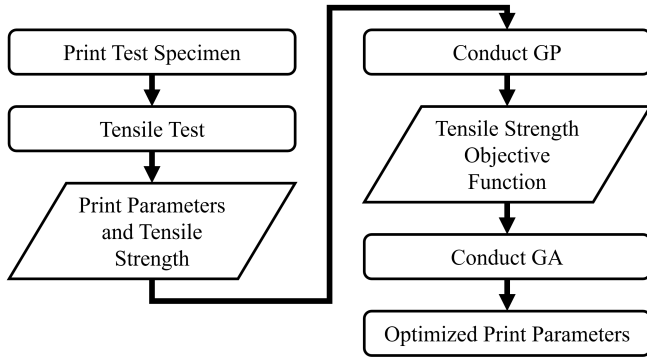 Print Test Specimen
Tensile Test
Print Parameters
and Tensile
Strength
Conduct GP
Tensile Strength
Objective
Function
Conduct GA
Optimized Print Parameters